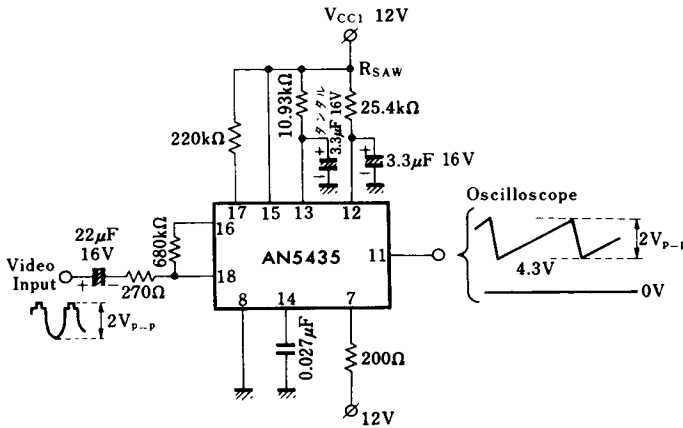 VCC1 12V
RSAW
10.93kΩ
タンタル
3.3μF 16V
+
-
25.4kΩ
220kΩ
+
-
3.3μF 16V
17
15
13
12
16
680kΩ
22μF
16V
Video
Input
+
-
270Ω
18
AN5435
11
Oscilloscope
2Vp-p
4.3V
0V
2Vp-p
8
14
7
0.027μF
200Ω
12V